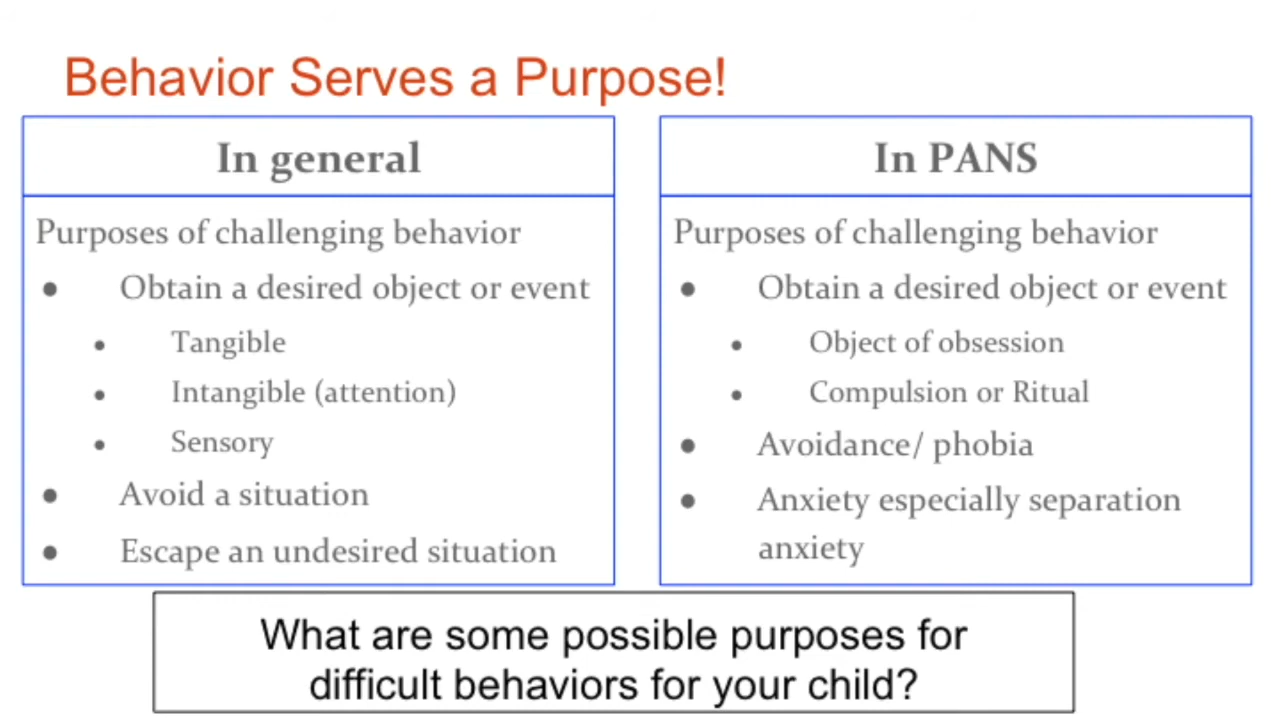 Behavior Serves a Purpose!
In general
Purposes of challenging behavior
● Obtain a desired object or event
● Tangible
● Intangible (attention)
● Sensory
● Avoid a situation
● Escape an undesired situation
In PANS
Purposes of challenging behavior
● Obtain a desired object or event
● Object of obsession
● Compulsion or Ritual
● Avoidance/ phobia
● Anxiety especially separation
anxiety
What are some possible purposes for
difficult behaviors for your child?